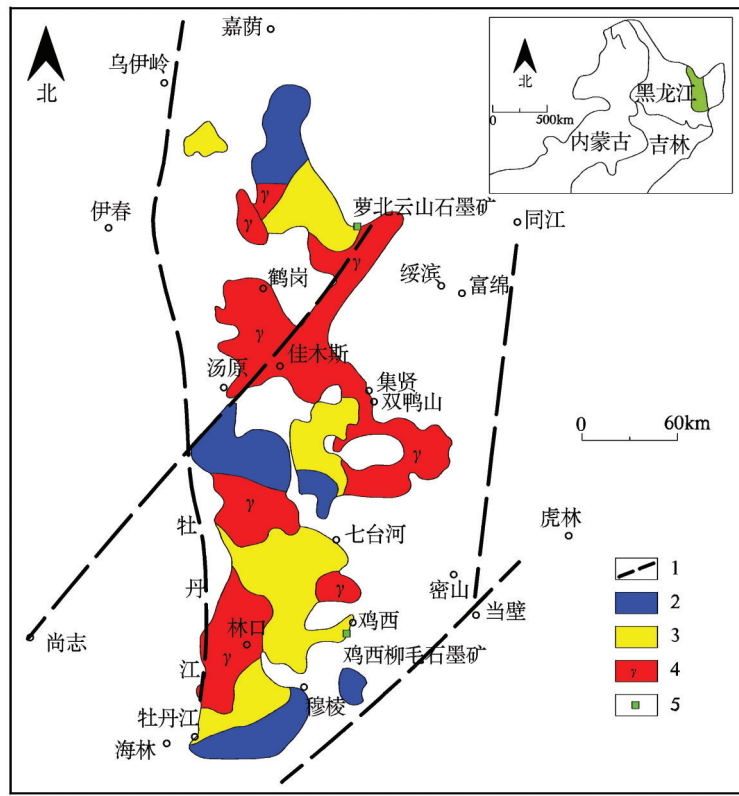 嘉荫
乌伊岭
北
北
0 500km
黑龙江
内蒙古
吉林
伊春
萝北云山石墨矿
同江
γ
γ
γ
绥滨
富绵
鹤岗
γ
佳木斯
汤原
集贤
双鸭山
0 60km
γ
γ
牡丹江
七台河
虎林
γ
密山
当壁
鸡西
林口
γ
尚志
鸡西柳毛石墨矿
穆棱
牡丹江
海林
1
2
3
γ 4
5